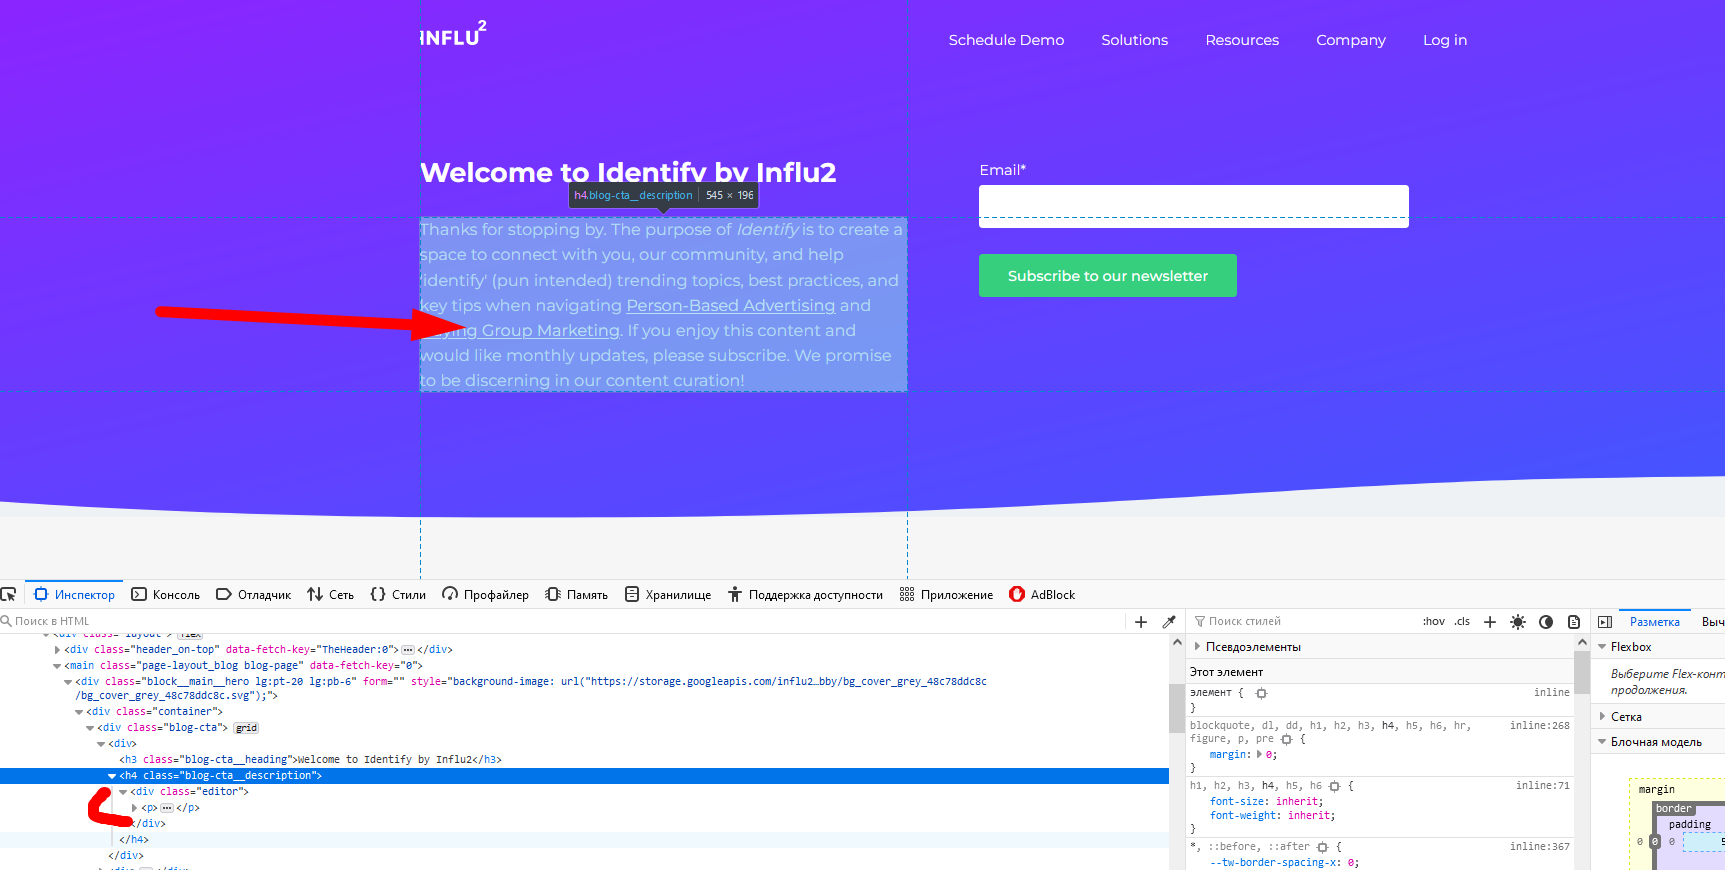 INFLU2
Schedule Demo Solutions Resources Company Log in
Welcome to Identify by Influ2
h4.blog-cta__description 545 × 196
Thanks for stopping by. The purpose of Identify is to create a
space to connect with you, our community, and help
'identify' (pun intended) trending topics, best practices, and
key tips when navigating Person-Based Advertising and
Group Marketing. If you enjoy this content and
would like monthly updates, please subscribe. We promise
to be discerning in our content curation!
Email*
Subscribe to our newsletter
Инспектор Консоль Отладчик Сеть Стили Профайлер Память Хранилище Поддержка доступности Приложение AdBlock
Поиск в HTML
<div class="layout"> flex
<div class="header_on-top" data-fetch-key="TheHeader:0"></div>
<main class="page-layout_blog blog-page" data-fetch-key="0">
<div class="block__main__hero lg:pt-20 lg:pb-6" form="" style="background-image: url("https://storage.googleapis.com/influ2…bby/bg_cover_grey_48c78ddc8c
/bg_cover_grey_48c78ddc8c.svg");">
<div class="container">
<div class="blog-cta"> grid
<div>
<h3 class="blog-cta__heading">Welcome to Identify by Influ2</h3>
<h4 class="blog-cta__description">
<div class="editor">
<p></p>
</div>
</h4>
</div>
Поиск стилей :hov .cls
Псевдоэлементы
Этот элемент
элемент { inline
}
blockquote, dl, dd, h1, h2, h3, h4, h5, h6, hr, inline:268
figure, p, pre {
margin: 0;
}
h1, h2, h3, h4, h5, h6 { inline:71
font-size: inherit;
font-weight: inherit;
}
*, ::before, ::after { inline:367
--tw-border-spacing-x: 0;
Разметка Выч
Flexbox
Выберите Flex-конт
продолжения.
Сетка
Блочная модель
margin
border
padding
0 0 0 5